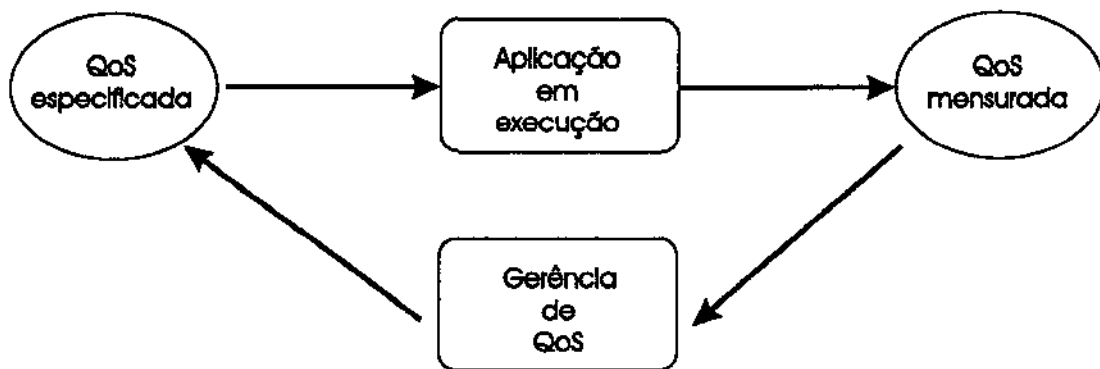 QoS
especificada
Aplicação
em
execução
QoS
mensurada
Gerência
de
QoS